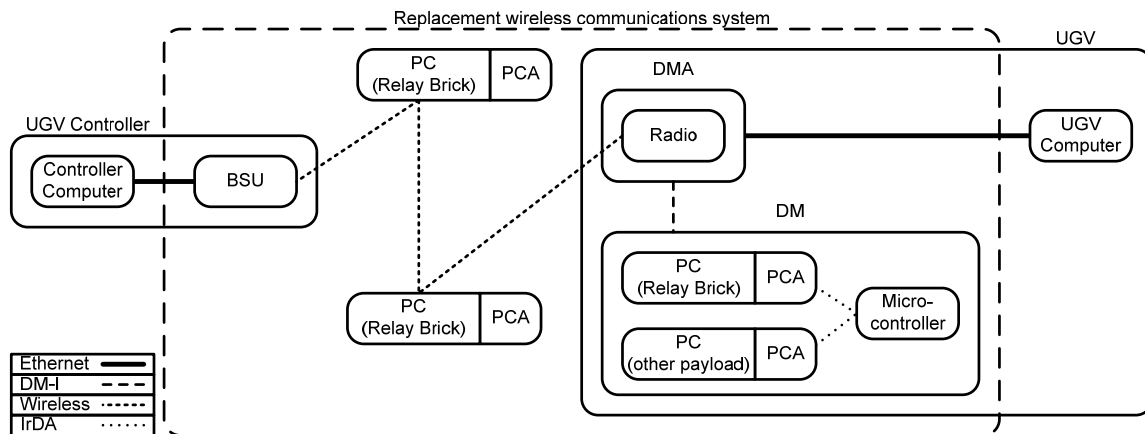 Replacement wireless communications system
UGV
PC
(Relay Brick)
PCA
DMA
UGV Controller
Radio
UGV
Computer
Controller
Computer
BSU
DM
PC
(Relay Brick)
PCA
Micro-
controller
PC
(Relay Brick)
PCA
PC
(other payload)
PCA
Ethernet
DM-I
Wireless
IrDA